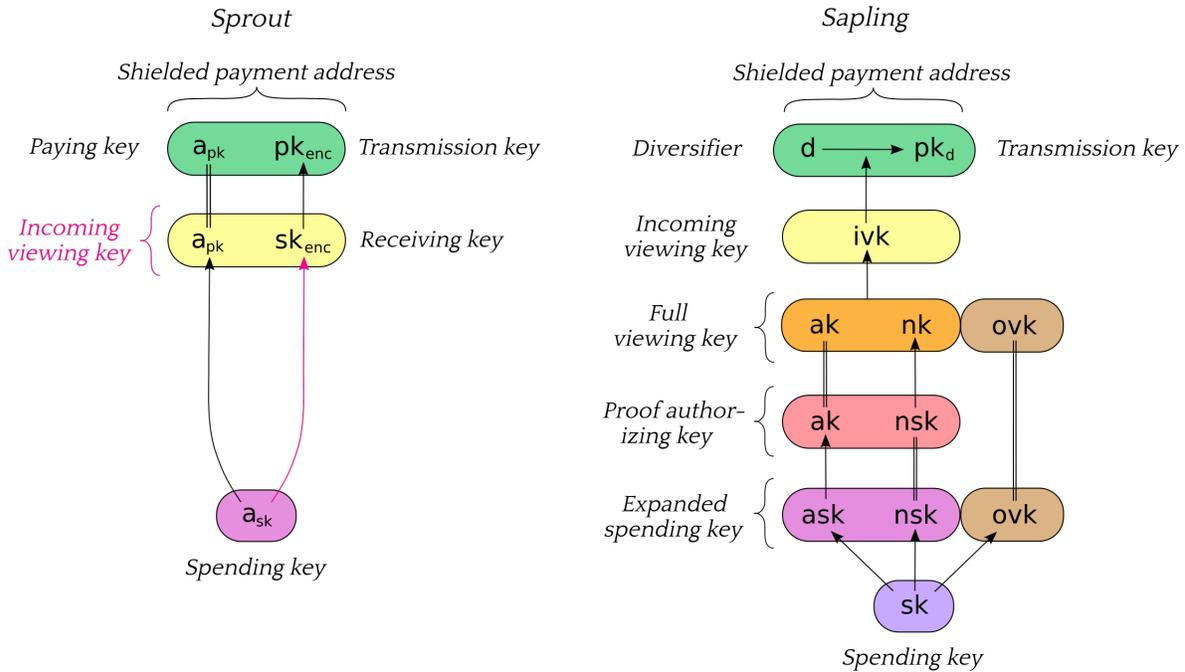 Sprout
Shielded payment address
Paying key
a_pk pk_enc
Transmission key
Incoming
viewing key
a_pk sk_enc
Receiving key
a_sk
Spending key
Sapling
Shielded payment address
Diversifier
d pk_d
Transmission key
Incoming
viewing key
ivk
Full
viewing key
ak nk ovk
Proof author-
izing key
ak nsk
Expanded
spending key
ask nsk ovk
sk
Spending key